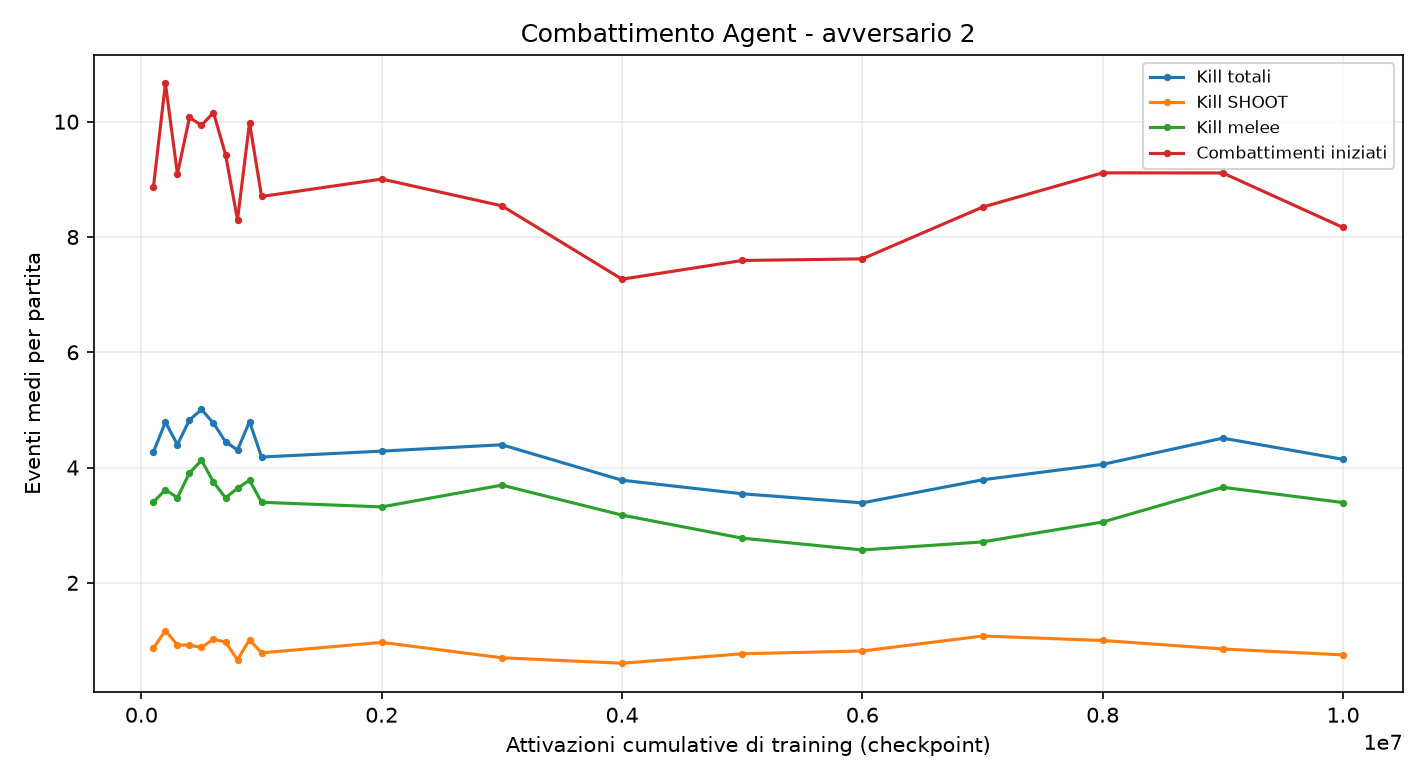 Combattimento Agent - avversario 2
Kill totali
Kill SHOOT
Kill melee
Combattimenti iniziati
Eventi medi per partita
10
8
6
4
2
0.0 0.2 0.4 0.6 0.8 1.0
1e7
Attivazioni cumulative di training (checkpoint)